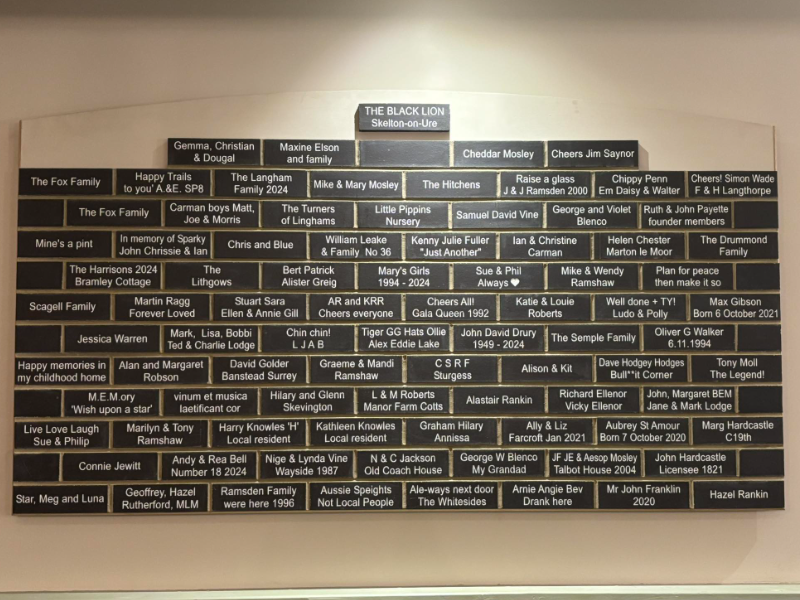 THE BLACK LION
Skelton-on-Ure
Gemma, Christian
& Dougal
Maxine Elson
and family
Cheddar Mosley
Cheers Jim Saynor
The Fox Family
Happy Trails
to you' A.&E. SP8
The Langham
Family 2024
Mike & Mary Mosley
The Hitchens
Raise a glass
J & J Ramsden 2000
Chippy Penn
Em Daisy & Walter
Cheers! Simon Wade
F & H Langthorpe
The Fox Family
Carman boys Matt,
Joe & Morris
The Turners
of Linghams
Little Pippins
Nursery
Samuel David Vine
George and Violet
Blenco
Ruth & John Payette
founder members
Mine's a pint
In memory of Sparky
John Chrissie & Ian
Chris and Blue
William Leake
& Family No 36
Kenny Julie Fuller
"Just Another"
Ian & Christine
Carman
Helen Chester
Marton le Moor
The Drummond
Family
The Harrisons 2024
Bramley Cottage
The
Lithgows
Bert Patrick
Alister Greig
Mary's Girls
1994 - 2024
Sue & Phil
Always ♥
Mike & Wendy
Ramshaw
Plan for peace
then make it so
Scagell Family
Martin Ragg
Forever Loved
Stuart Sara
Ellen & Annie Gill
AR and KRR
Cheers everyone
Cheers All!
Gala Queen 1992
Katie & Louie
Roberts
Well done + TY!
Ludo & Polly
Max Gibson
Born 6 October 2021
Jessica Warren
Mark, Lisa, Bobbi
Ted & Charlie Lodge
Chin chin!
L J A B
Tiger GG Hats Ollie
Alex Eddie Lake
John David Drury
1949 - 2024
The Semple Family
Oliver G Walker
6.11.1994
Happy memories in
my childhood home
Alan and Margaret
Robson
David Golder
Banstead Surrey
Graeme & Mandi
Ramshaw
C S R F
Sturgess
Alison & Kit
Dave Hodgey Hodges
Bull**it Corner
Tony Moll
The Legend!
M.E.M.ory
'Wish upon a star'
vinum et musica
laetificant cor
Hilary and Glenn
Skevington
L & M Roberts
Manor Farm Cotts
Alastair Rankin
Richard Ellenor
Vicky Ellenor
John, Margaret BEM
Jane & Mark Lodge
Live Love Laugh
Sue & Philip
Marilyn & Tony
Ramshaw
Harry Knowles 'H'
Local resident
Kathleen Knowles
Local resident
Graham Hilary
Annissa
Ally & Liz
Farcroft Jan 2021
Aubrey St Amour
Born 7 October 2020
Marg Hardcastle
C19th
Connie Jewitt
Andy & Rea Bell
Number 18 2024
Nige & Lynda Vine
Wayside 1987
N & C Jackson
Old Coach House
George W Blenko
My Grandad
JF JE & Aesop Mosley
Talbot House 2004
John Hardcastle
Licensee 1821
Star, Meg and Luna
Geoffrey, Hazel
Rutherford, MLM
Ramsden Family
were here 1996
Aussie Speights
Not Local People
Ale-ways next door
The Whitesides
Arnie Angie Bev
Drank here
Mr John Franklin
2020
Hazel Rankin